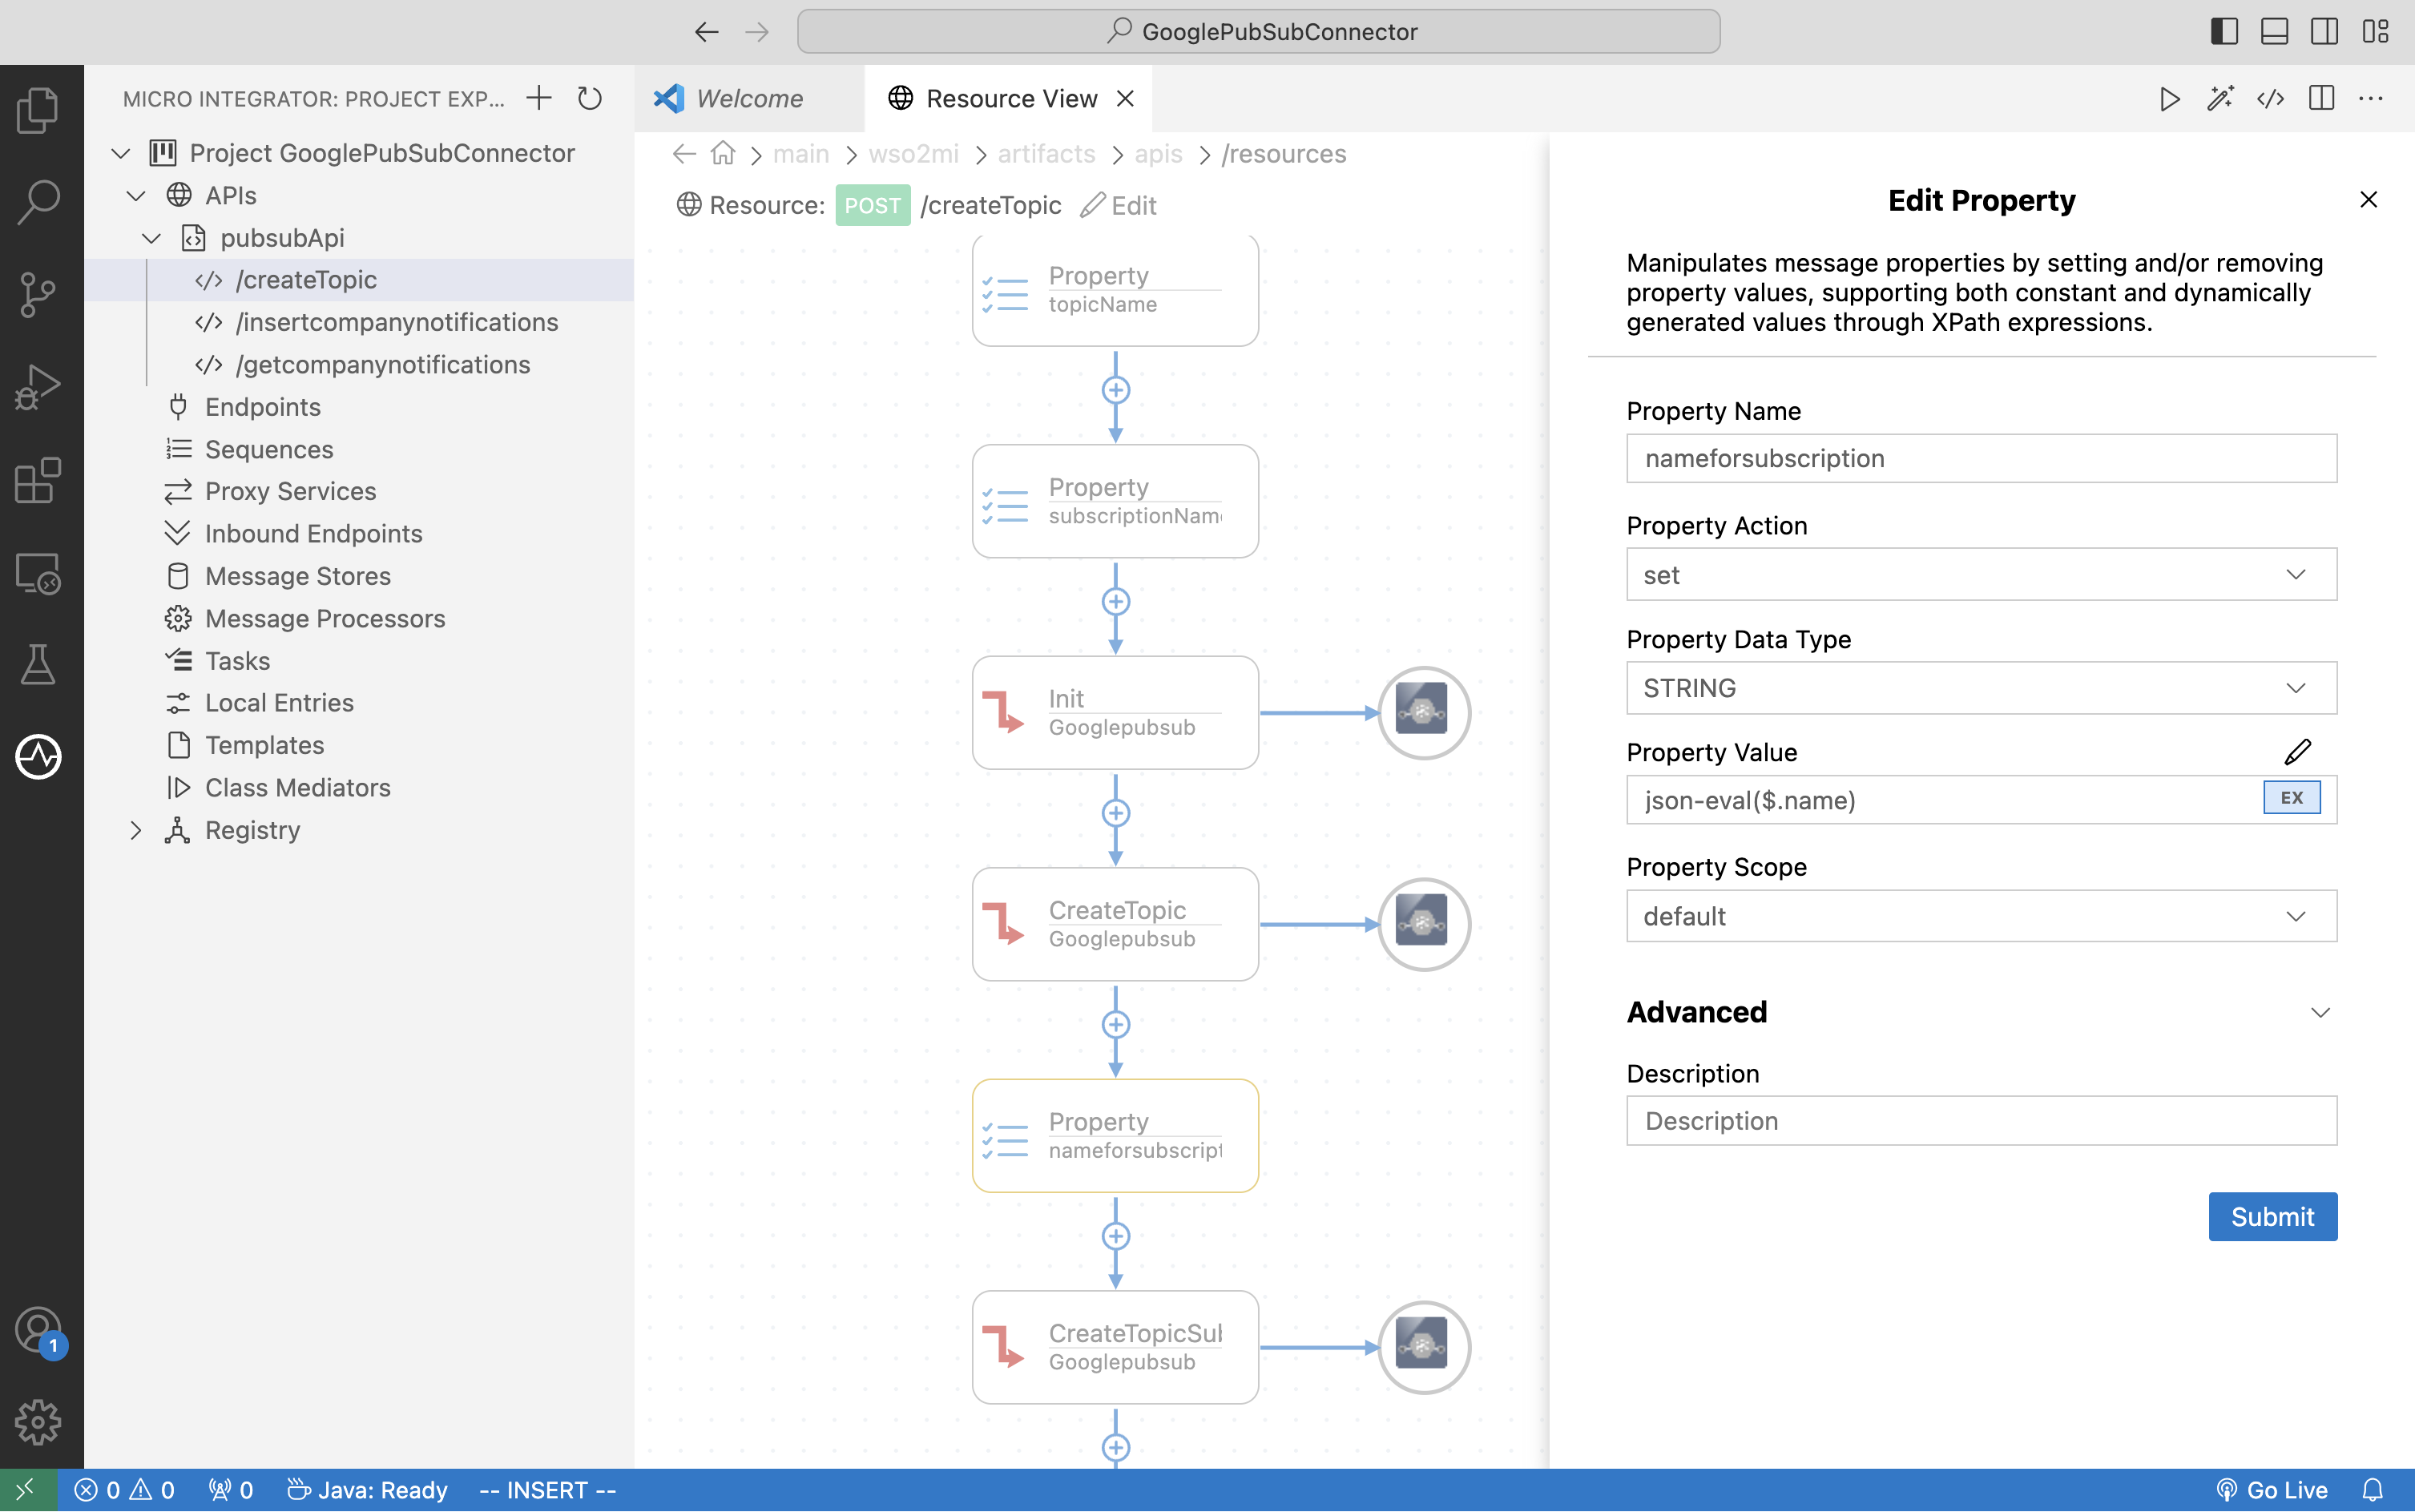 GooglePubSubConnector
MICRO INTEGRATOR: PROJECT EXP...
Welcome
Resource View
Project GooglePubSubConnector
APIs
pubsubApi
/createTopic
/insertcompanynotifications
/getcompanynotifications
Endpoints
Sequences
Proxy Services
Inbound Endpoints
Message Stores
Message Processors
Tasks
Local Entries
Templates
Class Mediators
Registry
main > wso2mi > artifacts > apis > /resources
Resource: POST /createTopic Edit
Property
topicName
Property
subscriptionNam
Init
Googlepubsub
CreateTopic
Googlepubsub
Property
nameforsubscript
CreateTopicSub
Googlepubsub
Edit Property
Manipulates message properties by setting and/or removing
property values, supporting both constant and dynamically
generated values through XPath expressions.
Property Name
nameforsubscription
Property Action
set
Property Data Type
STRING
Property Value
json-eval($.name)
EX
Property Scope
default
Advanced
Description
Description
Submit
1
0 0 0 Java: Ready -- INSERT -- Go Live